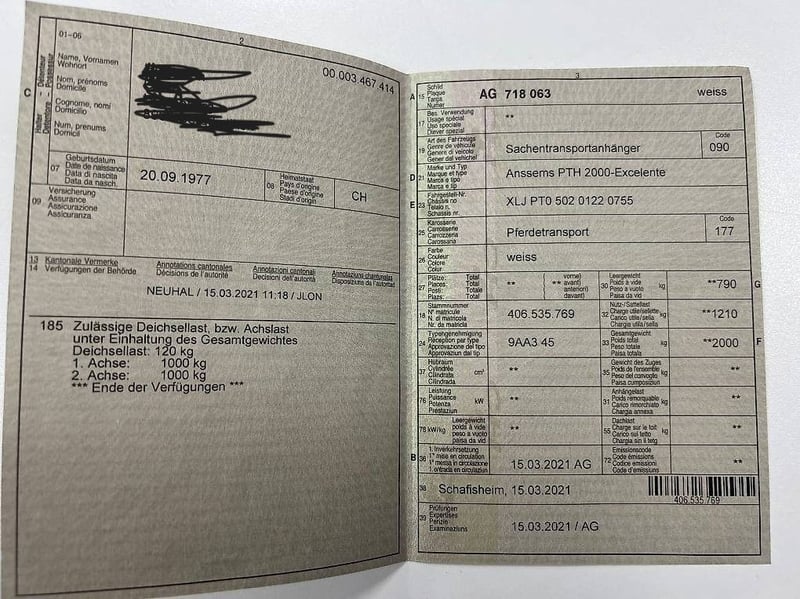 2
01-06
00.003.467.414
C
Halter
Détenteur
Detentore
Possessur
Name, Vornamen
Wohnort
Nom, prénoms
Domicile
Cognome, nomi
Domicilio
Num, prenums
Domicil
07
Geburtsdatum
Date de naissance
Data di nascita
Data da nasch.
20.09.1977
08
Heimatstaat
Pays d'origine
Paese d'origine
Stadi d'origin
CH
09
Versicherung
Assurance
Assicurazione
Assicuranza
13 Kantonale Vermerke
14 Verfügungen der Behörde
Annotations cantonales
Décisions de l'autorité
Annotazioni cantonali
Decisioni dell'autorità
Annotaziuns chantunalas
Disposiziuns da l'autoritad
NEUHAL / 15.03.2021 11:18 / JLON
185 Zulässige Deichsellast, bzw. Achslast
unter Einhaltung des Gesamtgewichtes
Deichsellast: 120 kg
1. Achse: 1000 kg
2. Achse: 1000 kg
*** Ende der Verfügungen ***
3
A 15
Schild
Plaque
Targa
Numer
AG 718 063 weiss
17
Bes. Verwendung
Usage spécial
Uso speciale
Diever spezial
**
19
Art des Fahrzeugs
Genre de véhicule
Genere di veicolo
Gener dal vehichel
Sachentransportanhänger
Code
090
D 21
Marke und Typ
Marque et type
Marca e tipo
Marca e tip
Anssems PTH 2000-Excelente
E 23
Fahrgestell-Nr.
Châssis no
Telaio n.
Schassis nr.
XLJ PT0 502 0122 0755
25
Karosserie
Carrosserie
Carrozzeria
Carossaria
Pferdetransport
Code
177
26
Farbe
Couleur
Colore
Colur
weiss
27
Plätze: Total
Places: Total
Posti: Totale
Plazs: Total
**
vorne)
** avant)
anteriori)
davant)
30
Leergewicht
Poids à vide
Peso a vuoto
Paisa da vid
kg
**790
G
18
Stammnummer
N° matricule
N. di matricola
Nr. da matricla
406.535.769
32
Nutz-/Sattellast
Charge utile/sellette
Carico utile/sella
Chargia utila/sella
kg
**1210
24
Typengenehmigung
Réception par type
Approvazione del tipo
Approvaziun dal tip
9AA3 45
33
Gesamtgewicht
Poids total
Peso totale
Paisa totala
kg
**2000
F
37
Hubraum
Cylindrée
Cilindrata
Cilindrada
cm³
**
35
Gewicht des Zuges
Poids de l'ensemble
Peso del convoglio
Paisa cumposiziun
kg
**
76
Leistung
Puissance
Potenza
Prestaziun
kW
**
31
Anhängelast
Poids remorquable
Carico rimorchiato
Chargia annexa
kg
**
78 kW/kg
Leergewicht
poids à vide
peso a vuoto
paisa da vid
**
55
Dachlast
Charge sur le toit
Carico sul tetto
Chargia sin il tetg
kg
**
B 36
1. Inverkehrsetzung
1ʳᵉ mise en circulation
1ª messa in circolazione
1. entrada en circulaziun
15.03.2021 AG
72
Emissionscode
Code émissions
Codice emissioni
Code d'emissiuns
**
38
Schafisheim, 15.03.2021
406.535.769
39
Prüfungen
Expertises
Perizie
Examinaziuns
15.03.2021 / AG